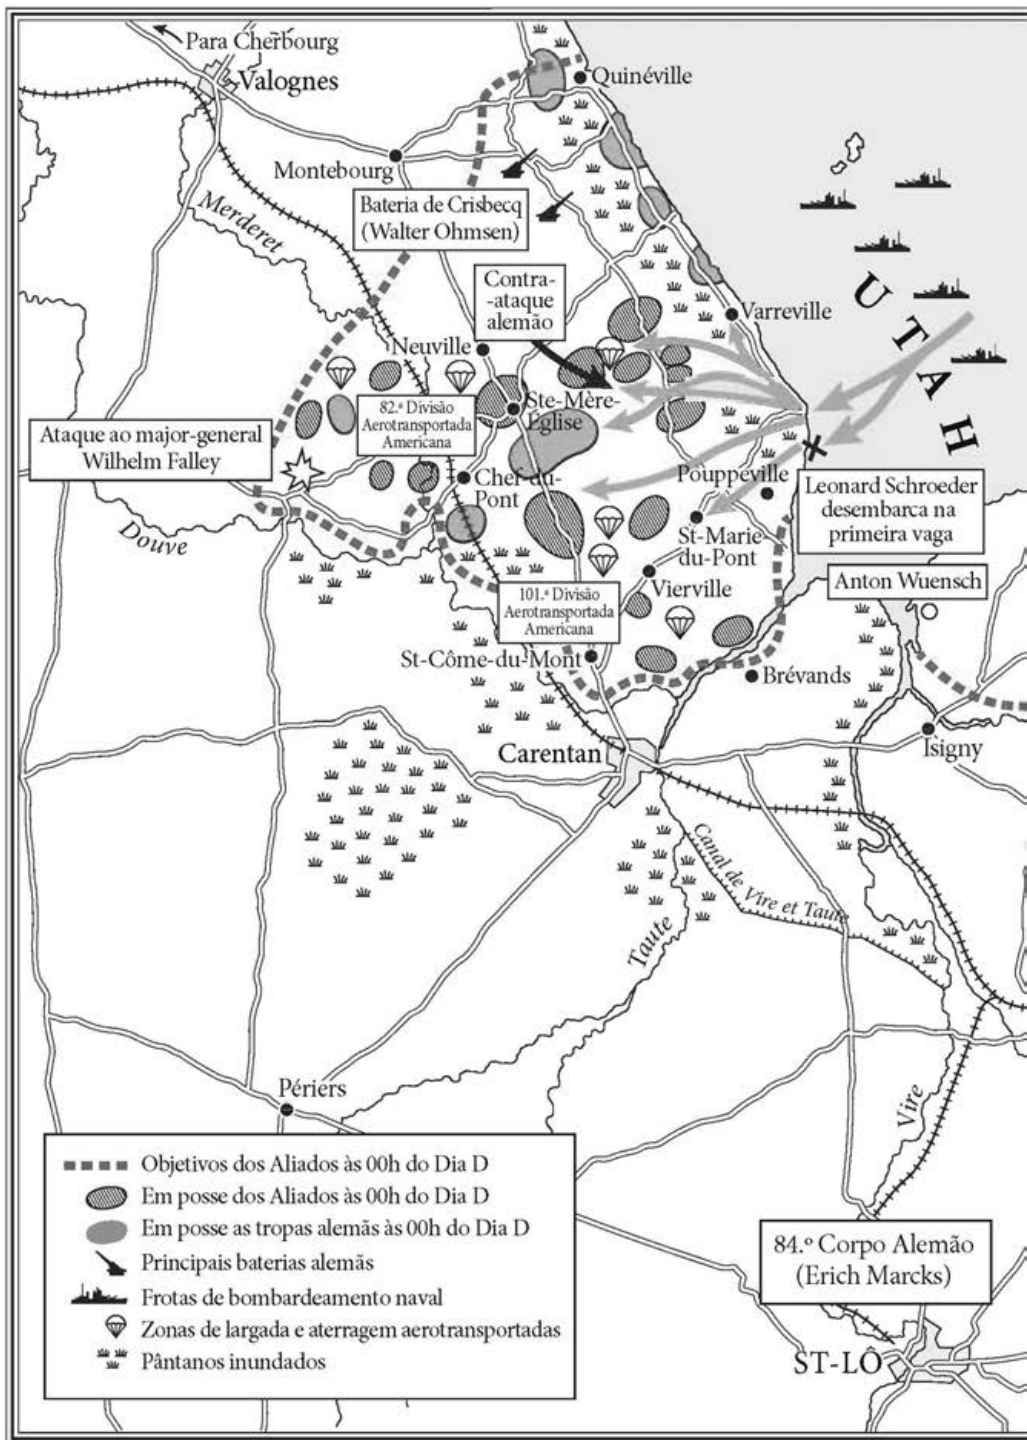 Para Cherbourg
Valognes
Quinéville
Montebourg
Merderet
Bateria de Crisbecq
(Walter Ohmsen)
Contra-
-ataque
alemão
UTAH
Varreville
Neuville
82.ª Divisão
Aerotransportada
Americana
Ste-Mère-
Église
Ataque ao major-general
Wilhelm Falley
Chef-du-
Pont
Pouppeville
Leonard Schroeder
desembarca na
primeira vaga
Douve
St-Marie-
du-Pont
Anton Wuensch
Vierville
101.ª Divisão
Aerotransportada
Americana
St-Côme-du-Mont
Brévands
Carentan
Isigny
Canal de Vire et Taute
Taute
Vire
Périers
Objetivos dos Aliados às 00h do Dia D
Em posse dos Aliados às 00h do Dia D
Em posse as tropas alemãs às 00h do Dia D
Principais baterias alemãs
Frotas de bombardeamento naval
Zonas de largada e aterragem aerotransportadas
Pântanos inundados
84.º Corpo Alemão
(Erich Marcks)
ST-LÔ